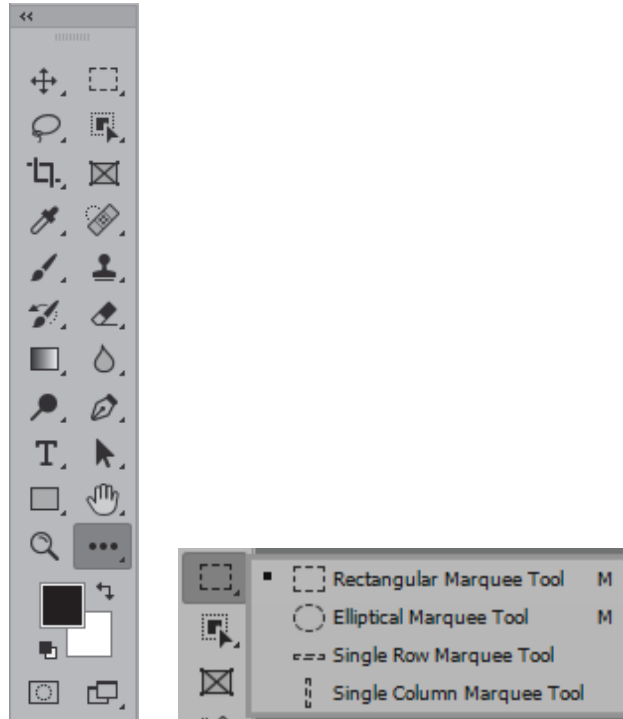 Rectangular Marquee Tool M
Elliptical Marquee Tool M
Single Row Marquee Tool
Single Column Marquee Tool